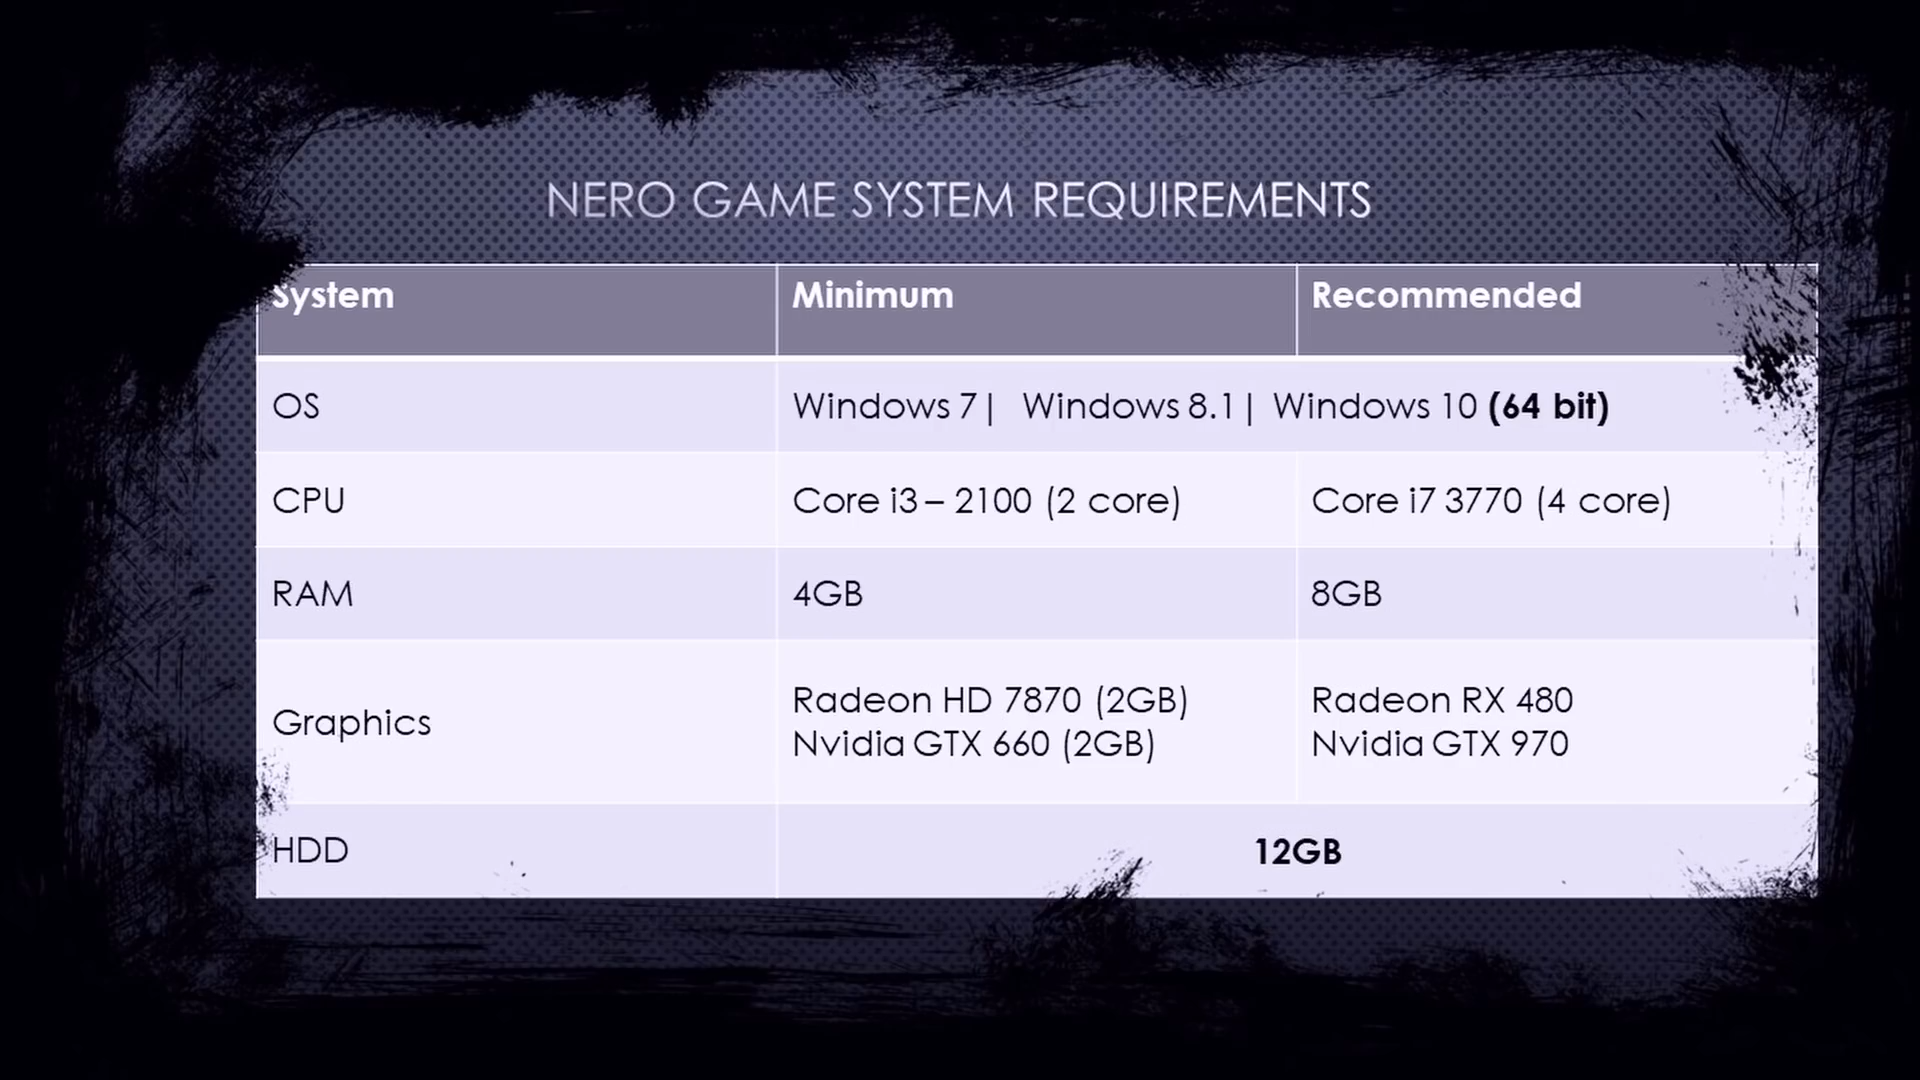 NERO GAME SYSTEM REQUIREMENTS
System Minimum Recommended
OS Windows 7| Windows 8.1| Windows 10 (64 bit)
CPU Core i3 – 2100 (2 core) Core i7 3770 (4 core)
RAM 4GB 8GB
Graphics
Radeon HD 7870 (2GB)
Nvidia GTX 660 (2GB)
Radeon RX 480
Nvidia GTX 970
HDD 12GB